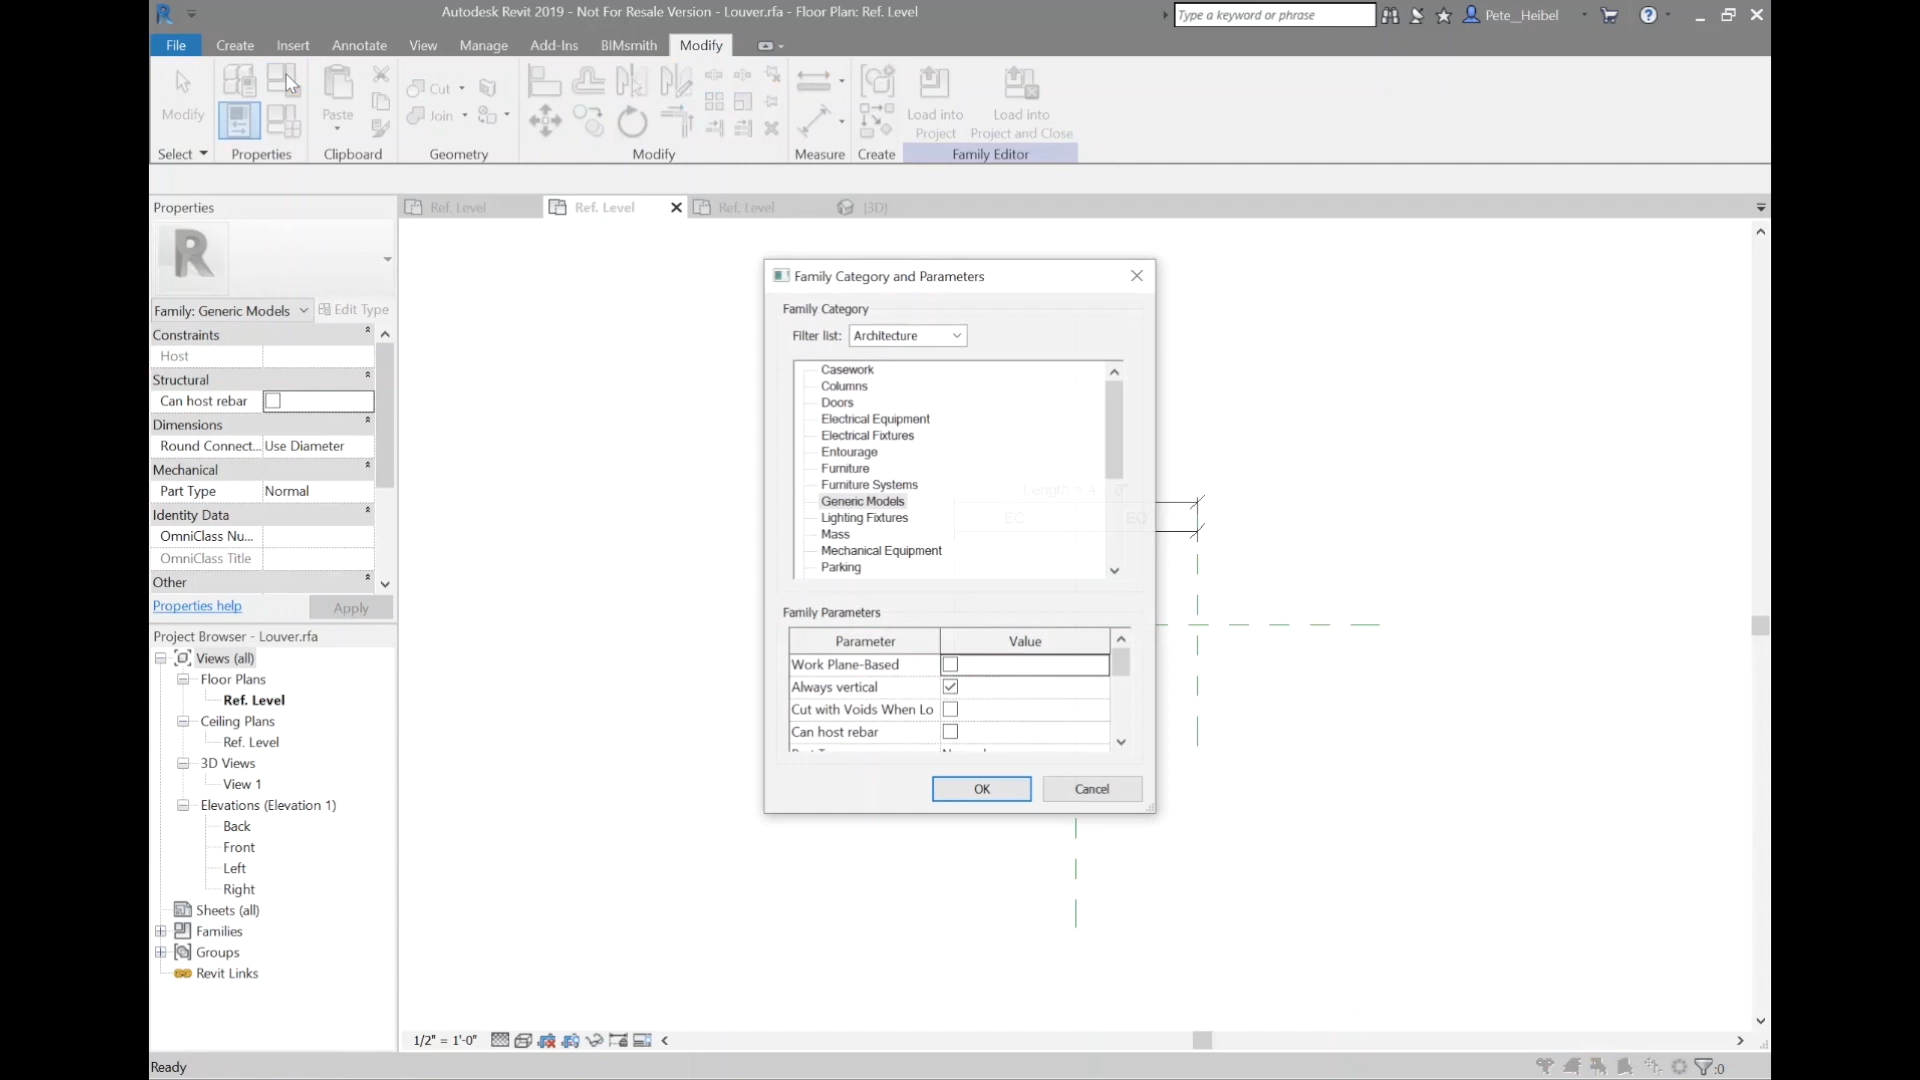 Autodesk Revit 2019 - Not For Resale Version - Louver.rfa - Floor Plan: Ref. Level
Type a keyword or phrase
Pete_Heibel
File Create Insert Annotate View Manage Add-Ins BIMsmith Modify
Modify
Paste
Cut
Join
Load into Project
Load into Project and Close
Select Properties Clipboard Geometry Modify Measure Create Family Editor
Properties
Ref. Level
Ref. Level
Ref. Level
{3D}
R
Family: Generic Models
Edit Type
Constraints
Host
Structural
Can host rebar
Dimensions
Round Connect... Use Diameter
Mechanical
Part Type Normal
Identity Data
OmniClass Nu...
OmniClass Title
Other
Properties help
Apply
Project Browser - Louver.rfa
Views (all)
Floor Plans
Ref. Level
Ceiling Plans
Ref. Level
3D Views
View 1
Elevations (Elevation 1)
Back
Front
Left
Right
Sheets (all)
Families
Groups
Revit Links
Family Category and Parameters
Family Category
Filter list: Architecture
Casework
Columns
Doors
Electrical Equipment
Electrical Fixtures
Entourage
Furniture
Furniture Systems
Generic Models
Lighting Fixtures
Mass
Mechanical Equipment
Parking
Family Parameters
Parameter Value
Work Plane-Based
Always vertical
Cut with Voids When Lo
Can host rebar
OK
Cancel
1/2" = 1'-0"
Ready
:0